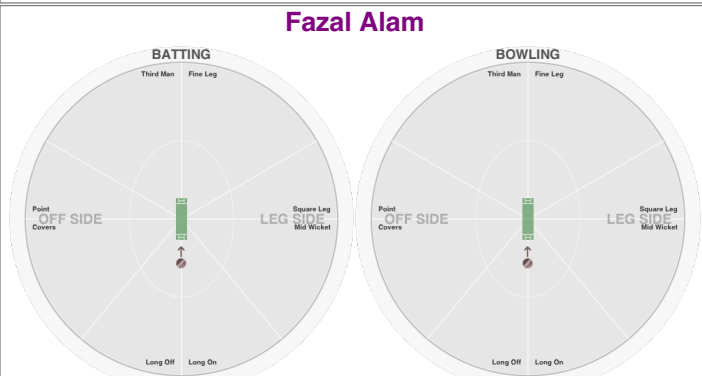 Fazal Alam
BATTING
Third Man Fine Leg
Point
OFF SIDE
Covers
Square Leg
LEG SIDE
Mid Wicket
Long Off Long On
BOWLING
Third Man Fine Leg
Point
OFF SIDE
Covers
Square Leg
LEG SIDE
Mid Wicket
Long Off Long On